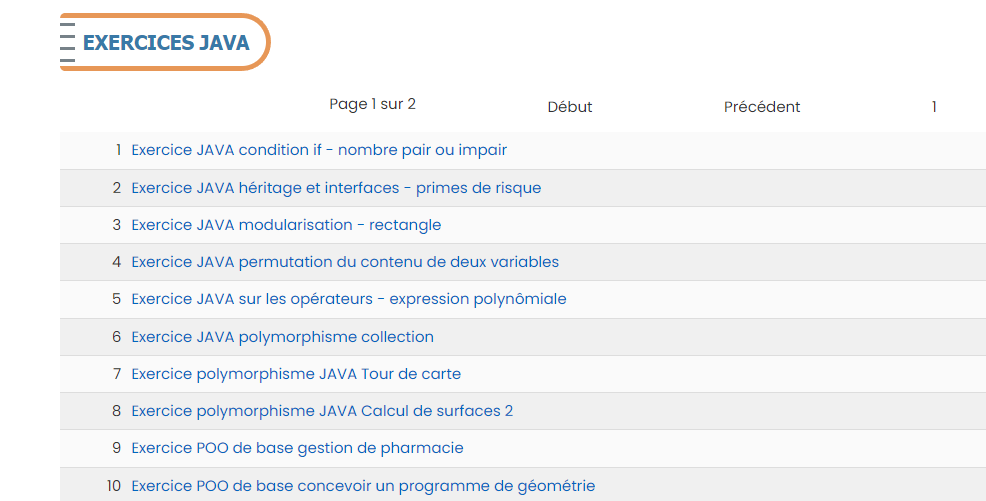 EXERCICES JAVA
Page 1 sur 2 Début Précédent 1
1 Exercice JAVA condition if - nombre pair ou impair
2 Exercice JAVA héritage et interfaces - primes de risque
3 Exercice JAVA modularisation - rectangle
4 Exercice JAVA permutation du contenu de deux variables
5 Exercice JAVA sur les opérateurs - expression polynômiale
6 Exercice JAVA polymorphisme collection
7 Exercice polymorphisme JAVA Tour de carte
8 Exercice polymorphisme JAVA Calcul de surfaces 2
9 Exercice POO de base gestion de pharmacie
10 Exercice POO de base concevoir un programme de géométrie